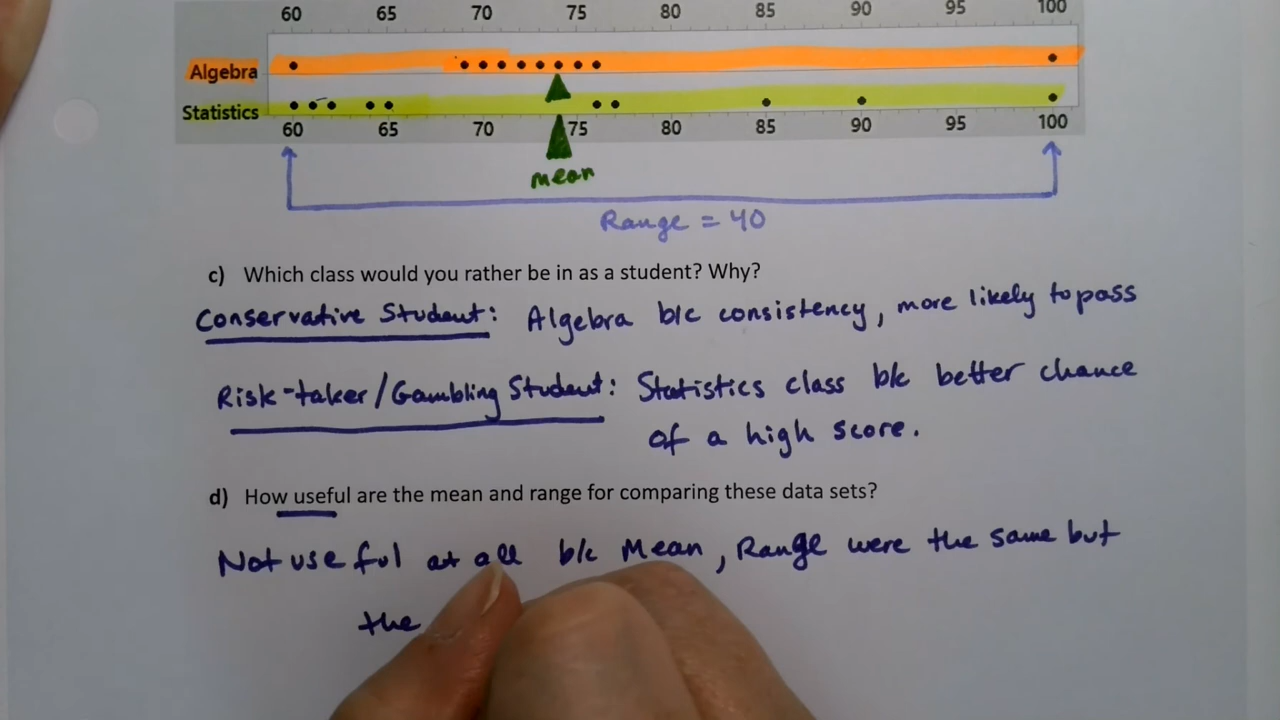 60 65 70 75 80 85 90 95 100
Algebra
Statistics
60 65 70 75 80 85 90 95 100
mean
Range = 40
c) Which class would you rather be in as a student? Why?
Conservative Student: Algebra b/c consistency, more likely to pass
Risk-taker/Gambling Student: Statistics class b/c better chance
of a high score.
d) How useful are the mean and range for comparing these data sets?
Not useful at all b/c Mean, Range were the same but
the